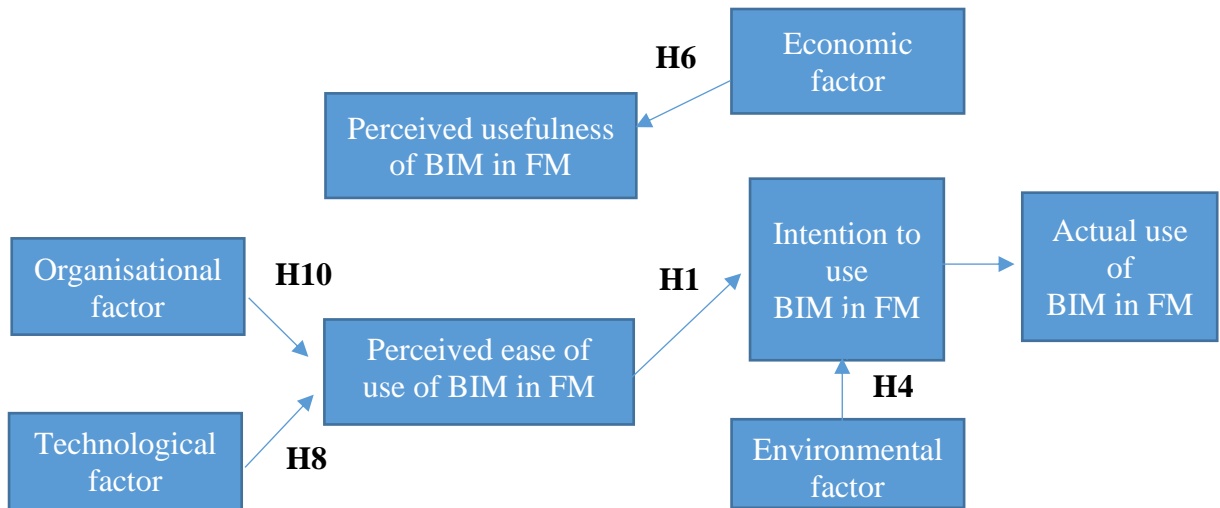 Economic
factor
H6
Perceived usefulness
of BIM in FM
Intention to
use
BIM in FM
Actual use
of
BIM in FM
Organisational
factor
H10
H1
Perceived ease of
use of BIM in FM
H4
Technological
factor
H8
Environmental
factor